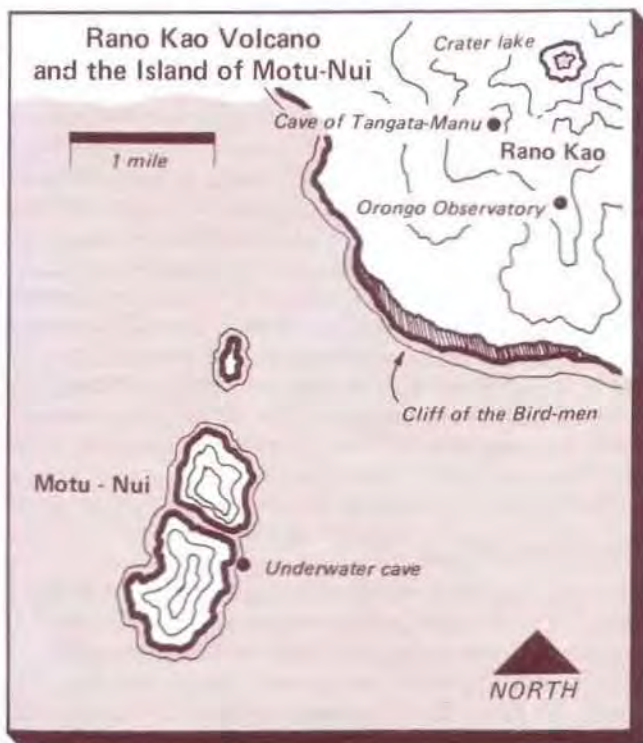 Rano Kao Volcano
and the Island of Motu-Nui
Crater lake
Cave of Tangata-Manu
Rano Kao
1 mile
Orongo Observatory
Cliff of the Bird-men
Motu - Nui
Underwater cave
NORTH